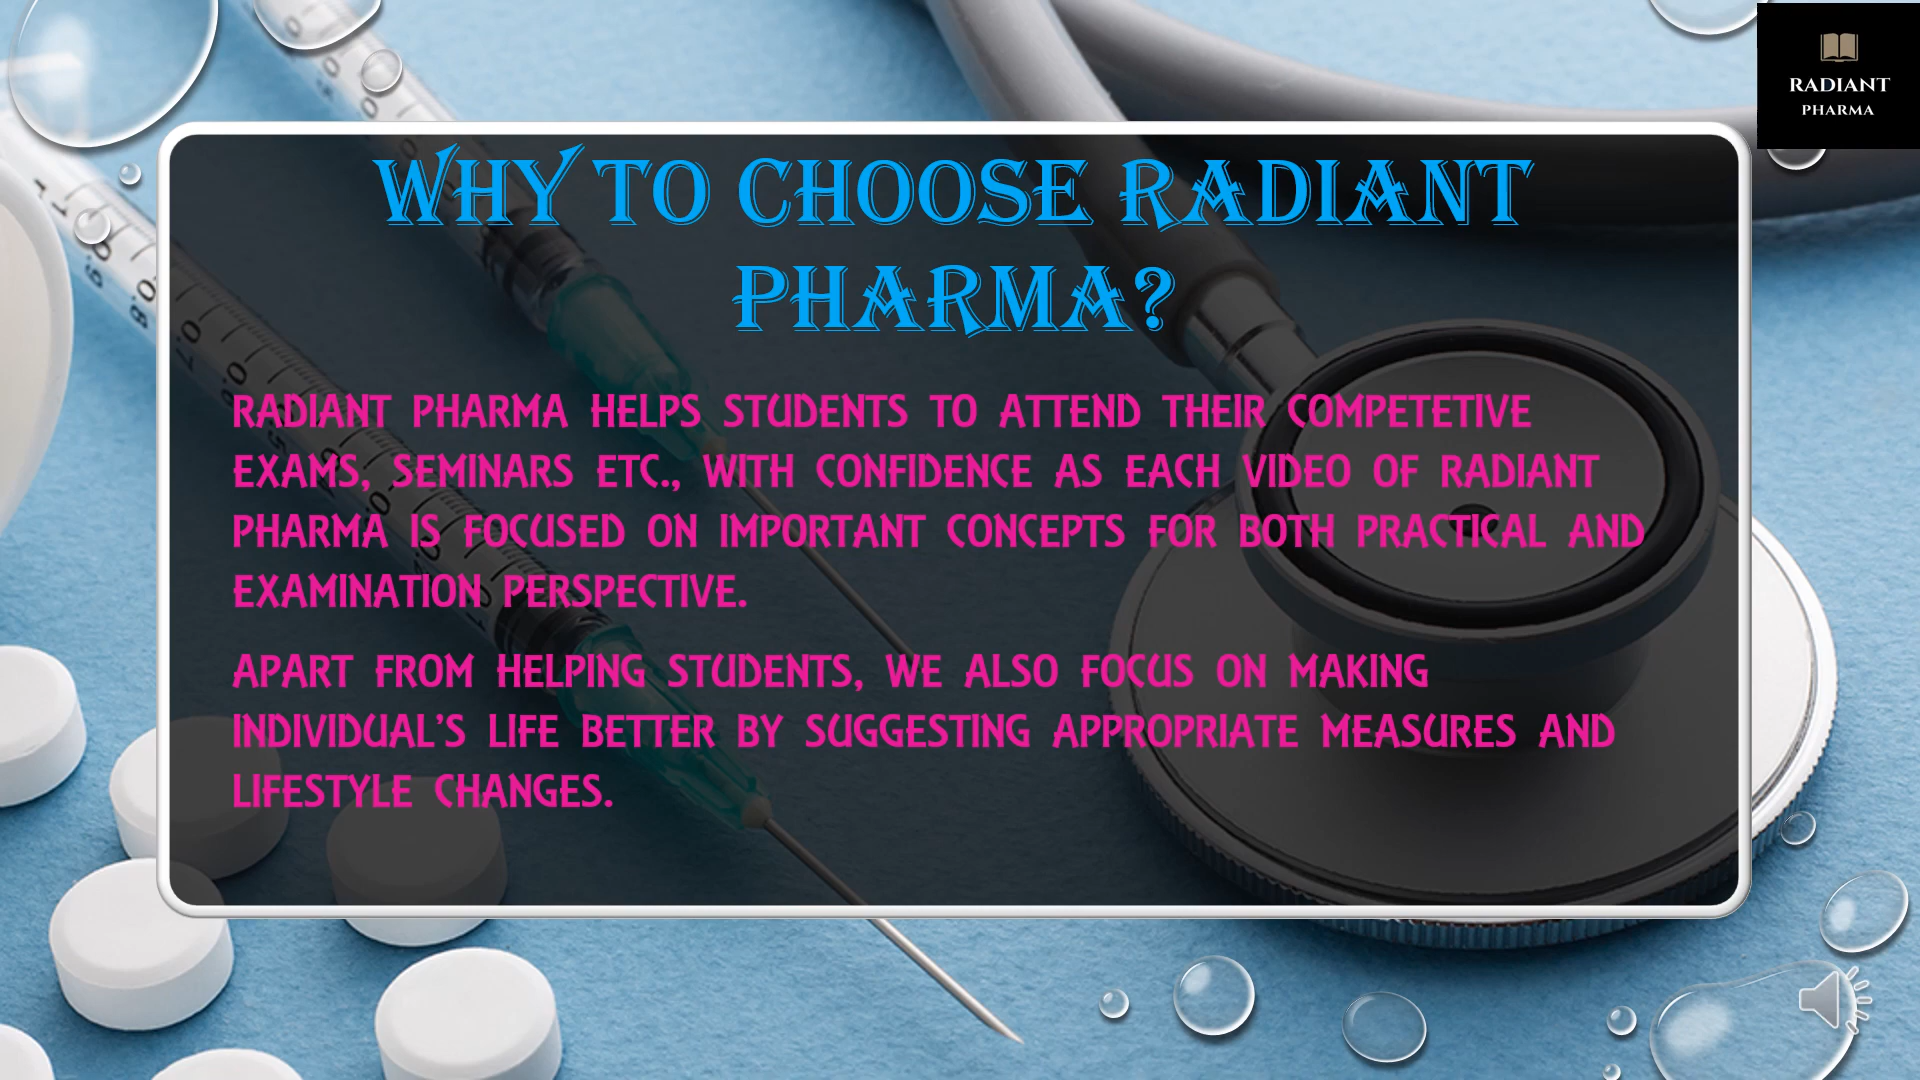 RADIANT
PHARMA
WHY TO CHOOSE RADIANT
PHARMA?
RADIANT PHARMA HELPS STUDENTS TO ATTEND THEIR COMPETETIVE
EXAMS, SEMINARS ETC., WITH CONFIDENCE AS EACH VIDEO OF RADIANT
PHARMA IS FOCUSED ON IMPORTANT CONCEPTS FOR BOTH PRACTICAL AND
EXAMINATION PERSPECTIVE.
APART FROM HELPING STUDENTS, WE ALSO FOCUS ON MAKING
INDIVIDUAL’S LIFE BETTER BY SUGGESTING APPROPRIATE MEASURES AND
LIFESTYLE CHANGES.